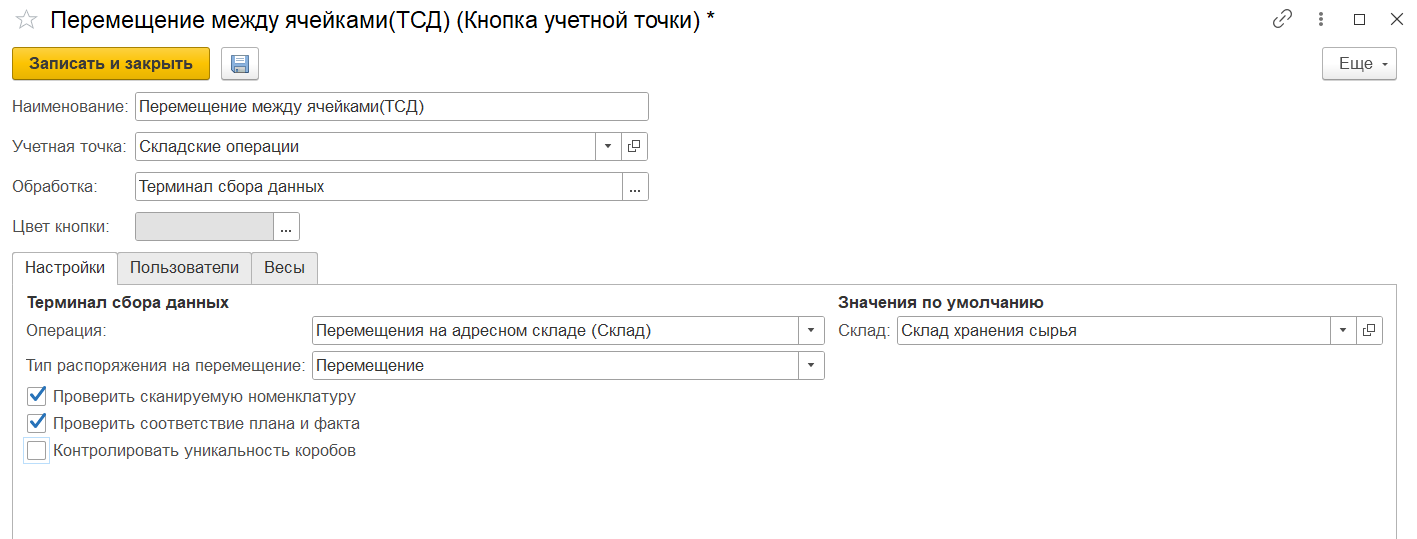 Перемещение между ячейками(ТСД) (Кнопка учетной точки) *
Записать и закрыть
Еще
Наименование: Перемещение между ячейками(ТСД)
Учетная точка: Складские операции
Обработка: Терминал сбора данных ...
Цвет кнопки: ...
Настройки Пользователи Весы
Терминал сбора данных Значения по умолчанию
Операция: Перемещения на адресном складе (Склад) Склад: Склад хранения сырья
Тип распоряжения на перемещение: Перемещение
Проверить сканируемую номенклатуру
Проверить соответствие плана и факта
Контролировать уникальность коробов